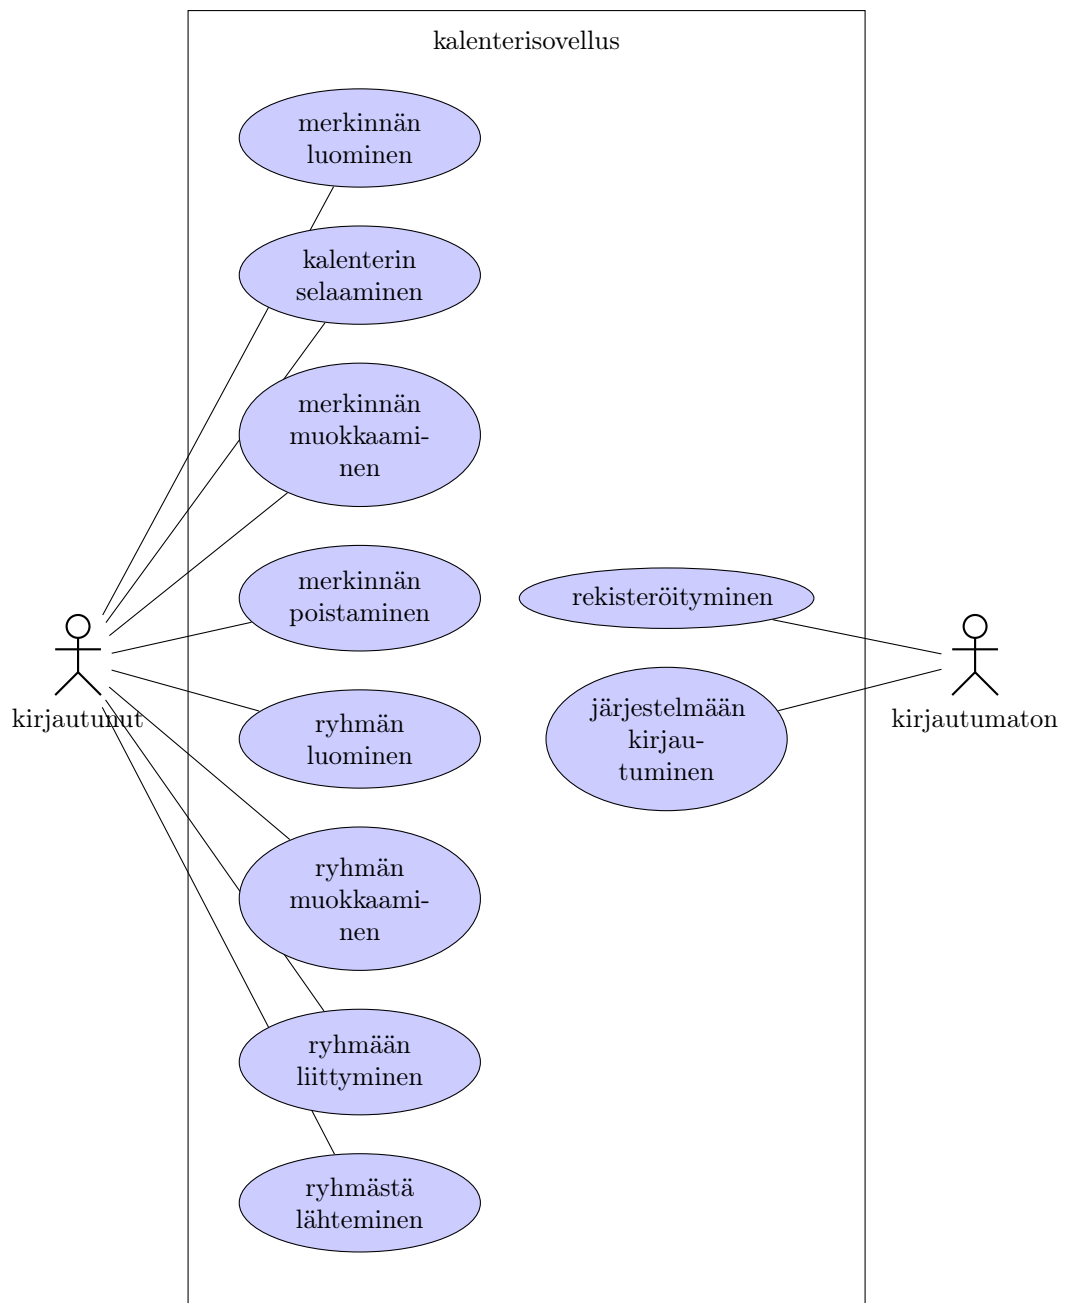 kalenterisovellus
merkinnän
luominen
kalenterin
selaaminen
merkinnän
muokkaami-
nen
merkinnän
poistaminen
rekisteröityminen
kirjautunut
ryhmän
luominen
järjestelmään
kirjau-
tuminen
kirjautumaton
ryhmän
muokkaami-
nen
ryhmään
liittyminen
ryhmästä
lähteminen